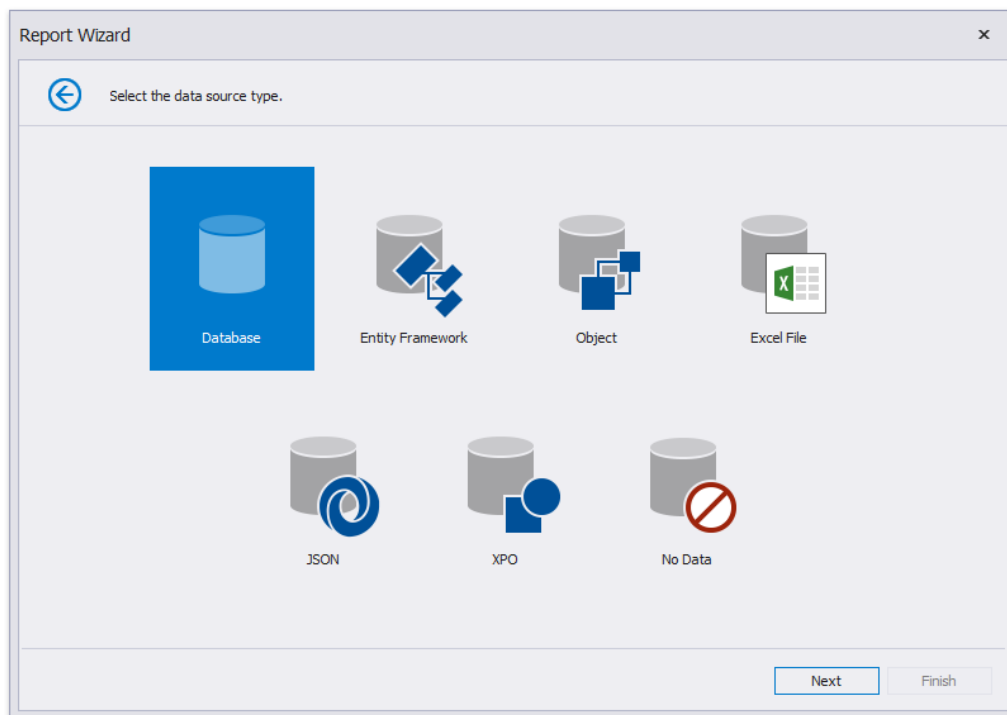 Report Wizard
Select the data source type.
Database
Entity Framework
Object
Excel File
X
JSON
XPO
No Data
Next
Finish